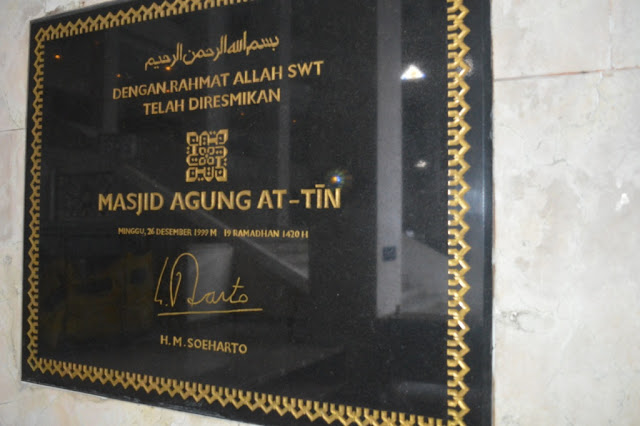 بسم الله الرحمن الرحيم
DENGAN RAHMAT ALLAH SWT
TELAH DIRESMIKAN
MASJID AGUNG AT-TĪN
MINGGU, 26 DESEMBER 1999 M 19 RAMADHAN 1420 H
H. M. SOEHARTO